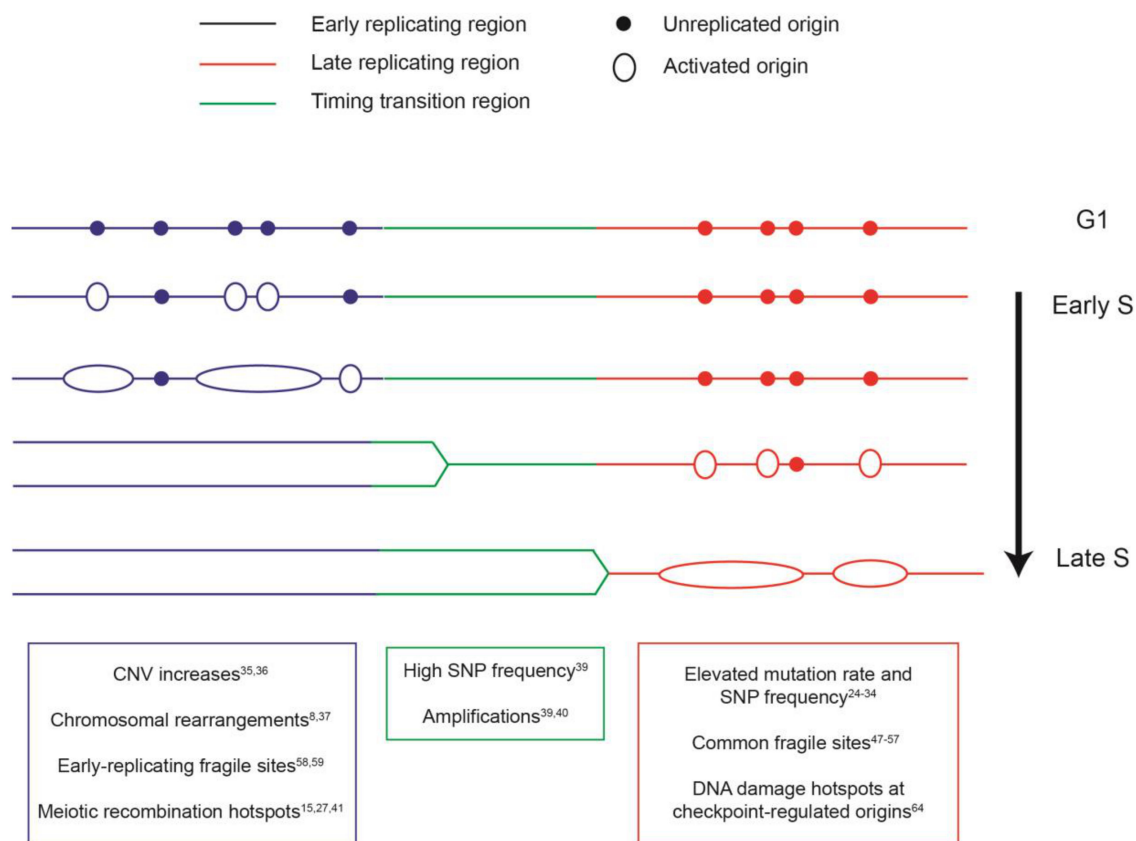 Early replicating region
Unreplicated origin
Late replicating region
Activated origin
Timing transition region
G1
Early S
Late S
CNV increases35,36
Chromosomal rearrangements8,37
Early-replicating fragile sites58,59
Meiotic recombination hotspots15,27,41
High SNP frequency39
Amplifications39,40
Elevated mutation rate and
SNP frequency24-34
Common fragile sites47-57
DNA damage hotspots at
checkpoint-regulated origins64